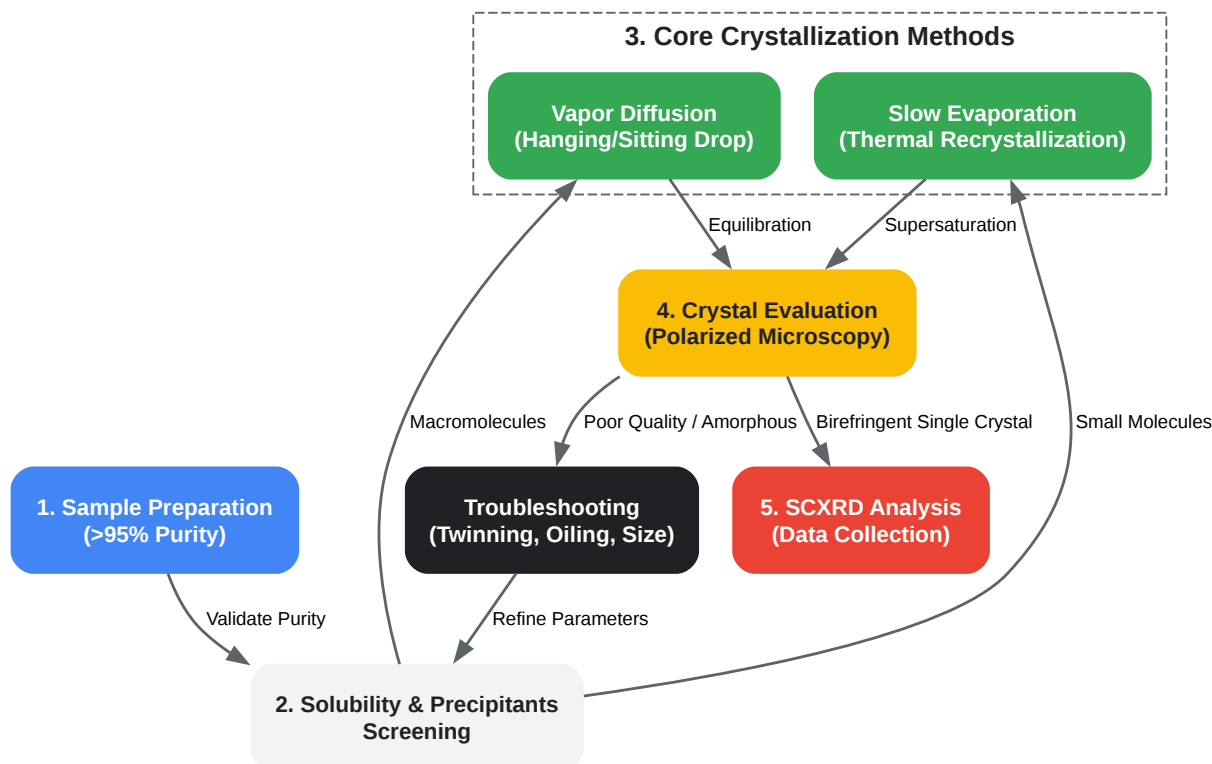 3. Core Crystallization Methods
Vapor Diffusion
(Hanging/Sitting Drop)
Slow Evaporation
(Thermal Recrystallization)
Equilibration
Supersaturation
4. Crystal Evaluation
(Polarized Microscopy)
Macromolecules
Poor Quality / Amorphous
Birefringent Single Crystal
Small Molecules
1. Sample Preparation
(>95% Purity)
Troubleshooting
(Twinning, Oiling, Size)
5. SCXRD Analysis
(Data Collection)
Validate Purity
Refine Parameters
2. Solubility & Precipitants
Screening